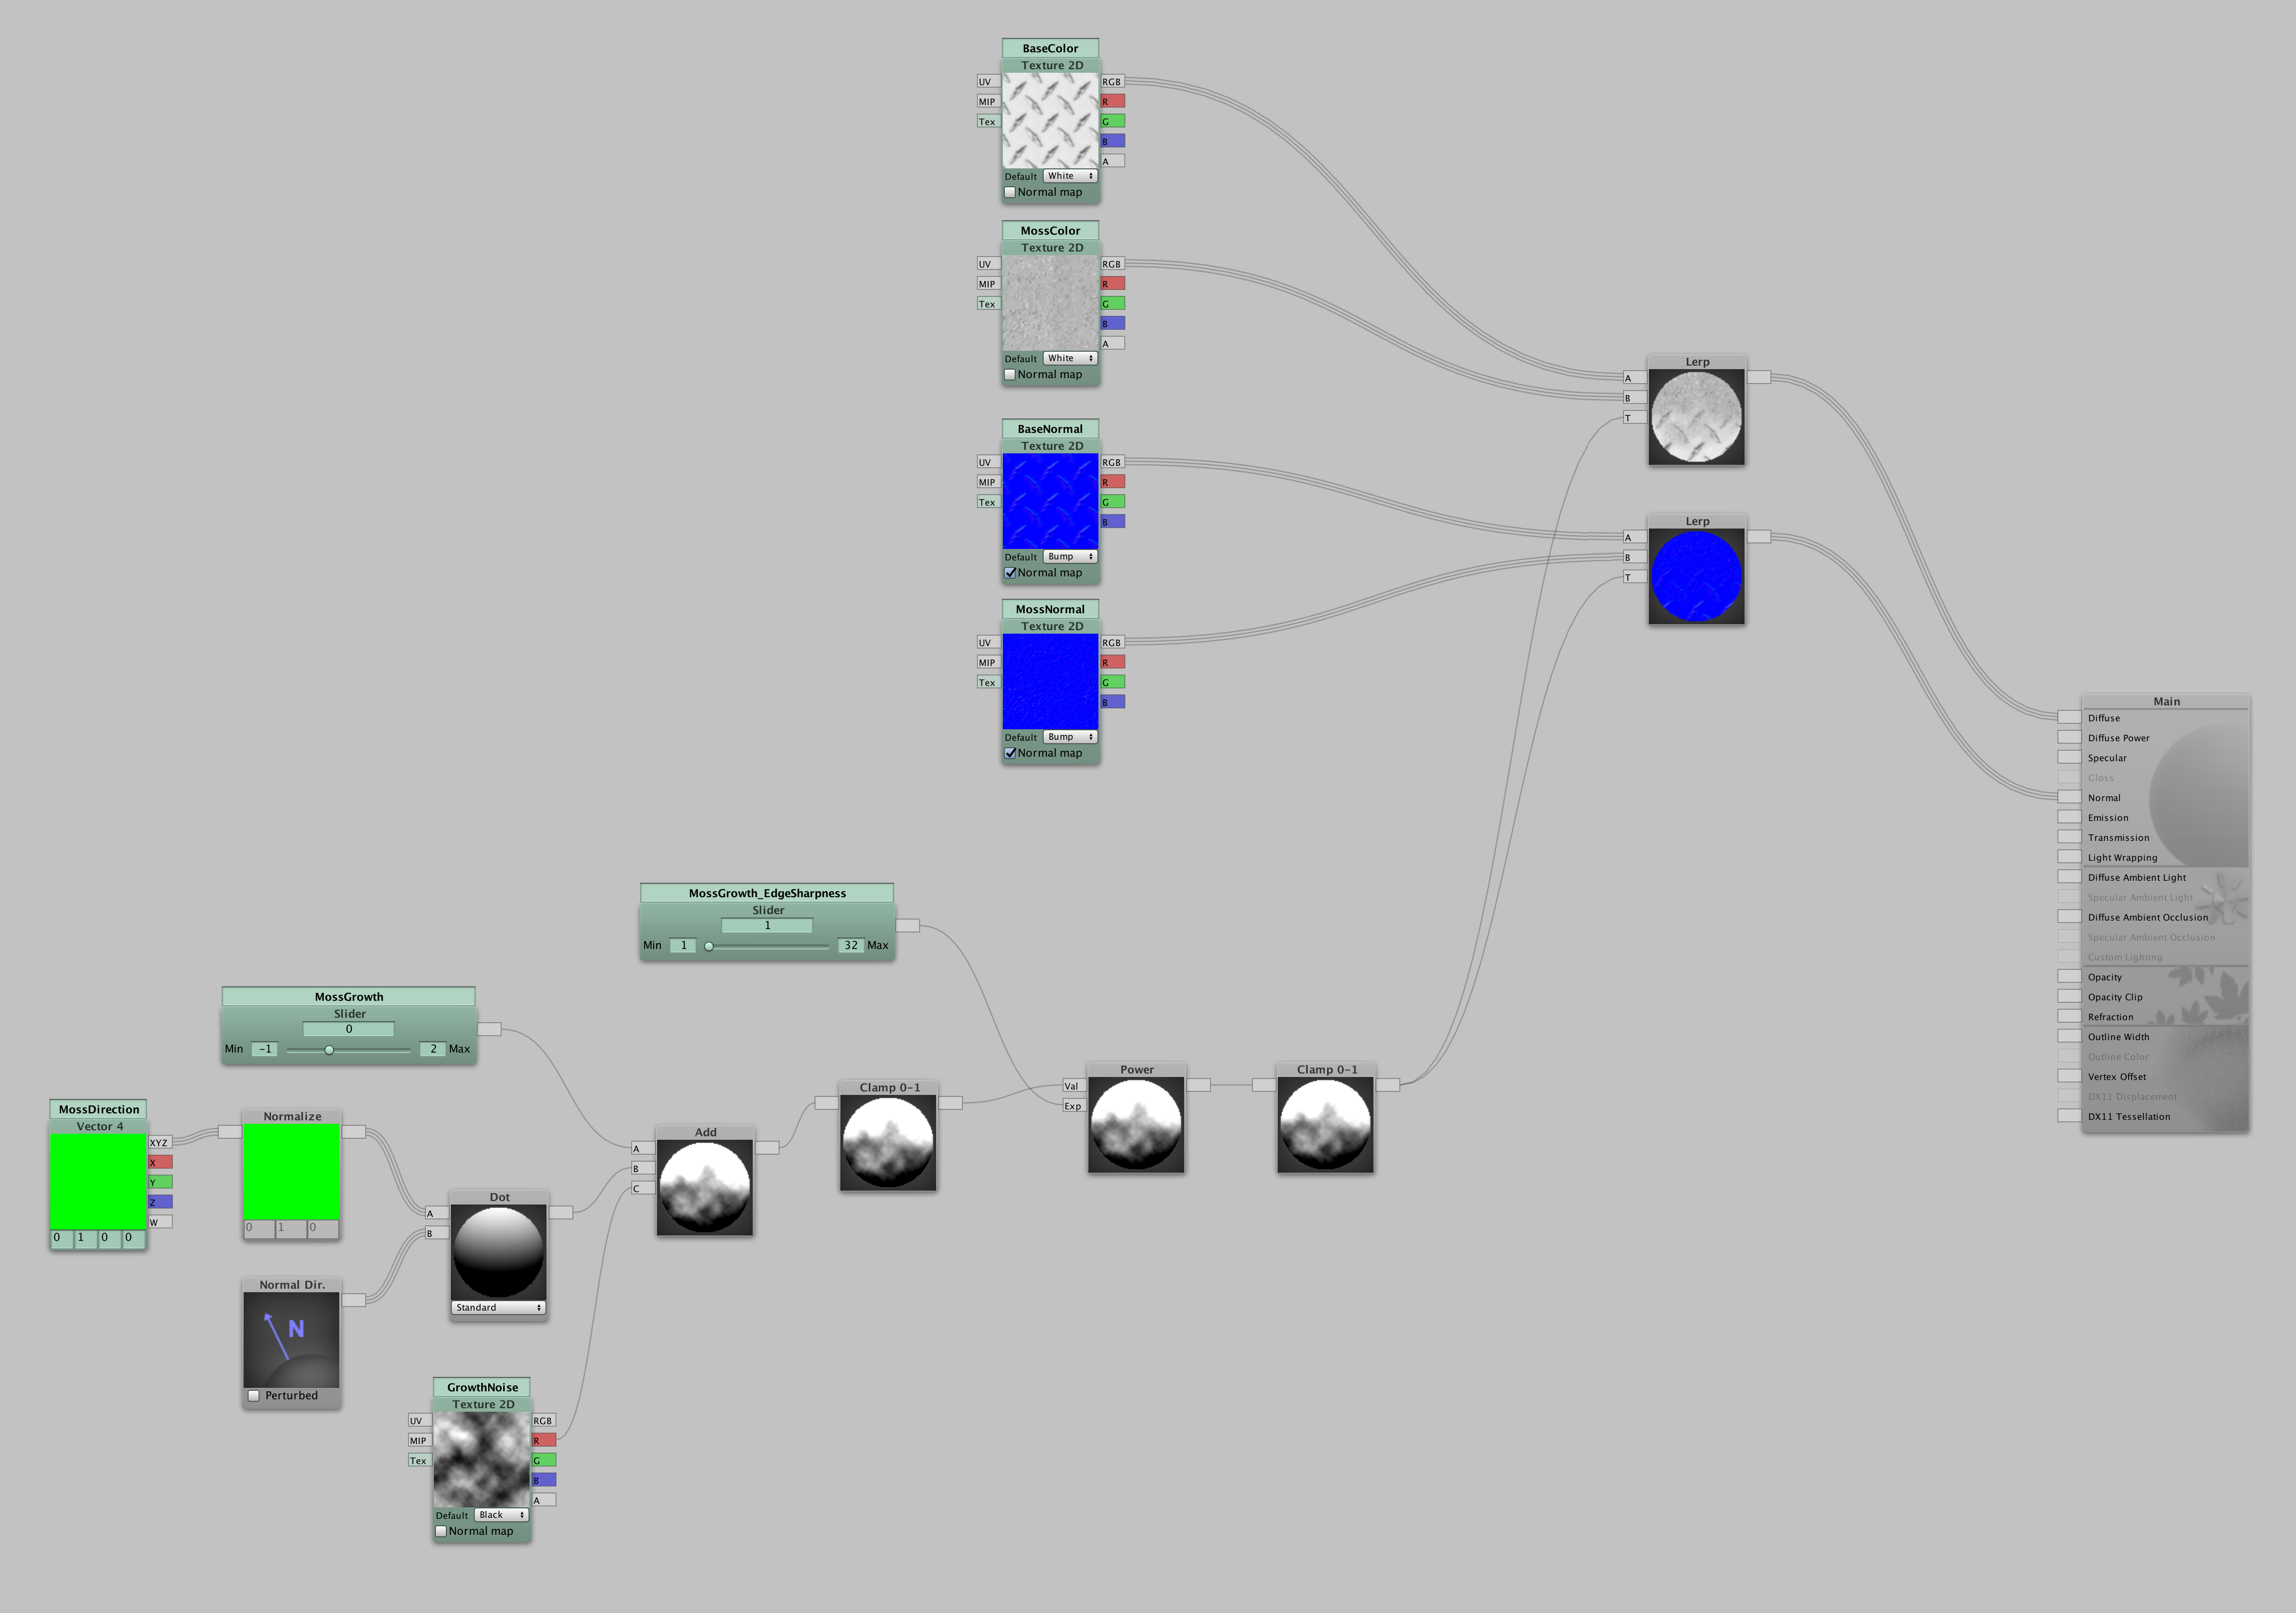 BaseColor
Texture 2D
UV RGB
MIP R
Tex G
B
A
Default White
Normal map
MossColor
Texture 2D
UV RGB
MIP R
Tex G
B
A
Default White
Normal map
BaseNormal
Texture 2D
UV RGB
MIP R
Tex G
B
Default Bump
Normal map
MossNormal
Texture 2D
UV RGB
MIP R
Tex G
B
Default Bump
Normal map
Lerp
A
B
T
Lerp
A
B
T
Main
Diffuse
Diffuse Power
Specular
Gloss
Normal
Emission
Transmission
Light Wrapping
Diffuse Ambient Light
Specular Ambient Light
Diffuse Ambient Occlusion
Specular Ambient Occlusion
Custom Lighting
Opacity
Opacity Clip
Refraction
Outline Width
Outline Color
Vertex Offset
DX11 Displacement
DX11 Tessellation
MossGrowth_EdgeSharpness
Slider
1
Min 1 32 Max
MossGrowth
Slider
0
Min -1 2 Max
MossDirection
Vector 4
XYZ
X
Y
Z
W
0 1 0 0
Normalize
0 1 0
Normal Dir.
N
Perturbed
Dot
A
B
Standard
GrowthNoise
Texture 2D
UV RGB
MIP R
Tex G
B
A
Default Black
Normal map
Add
A
B
C
Clamp 0-1
Power
Val
Exp
Clamp 0-1